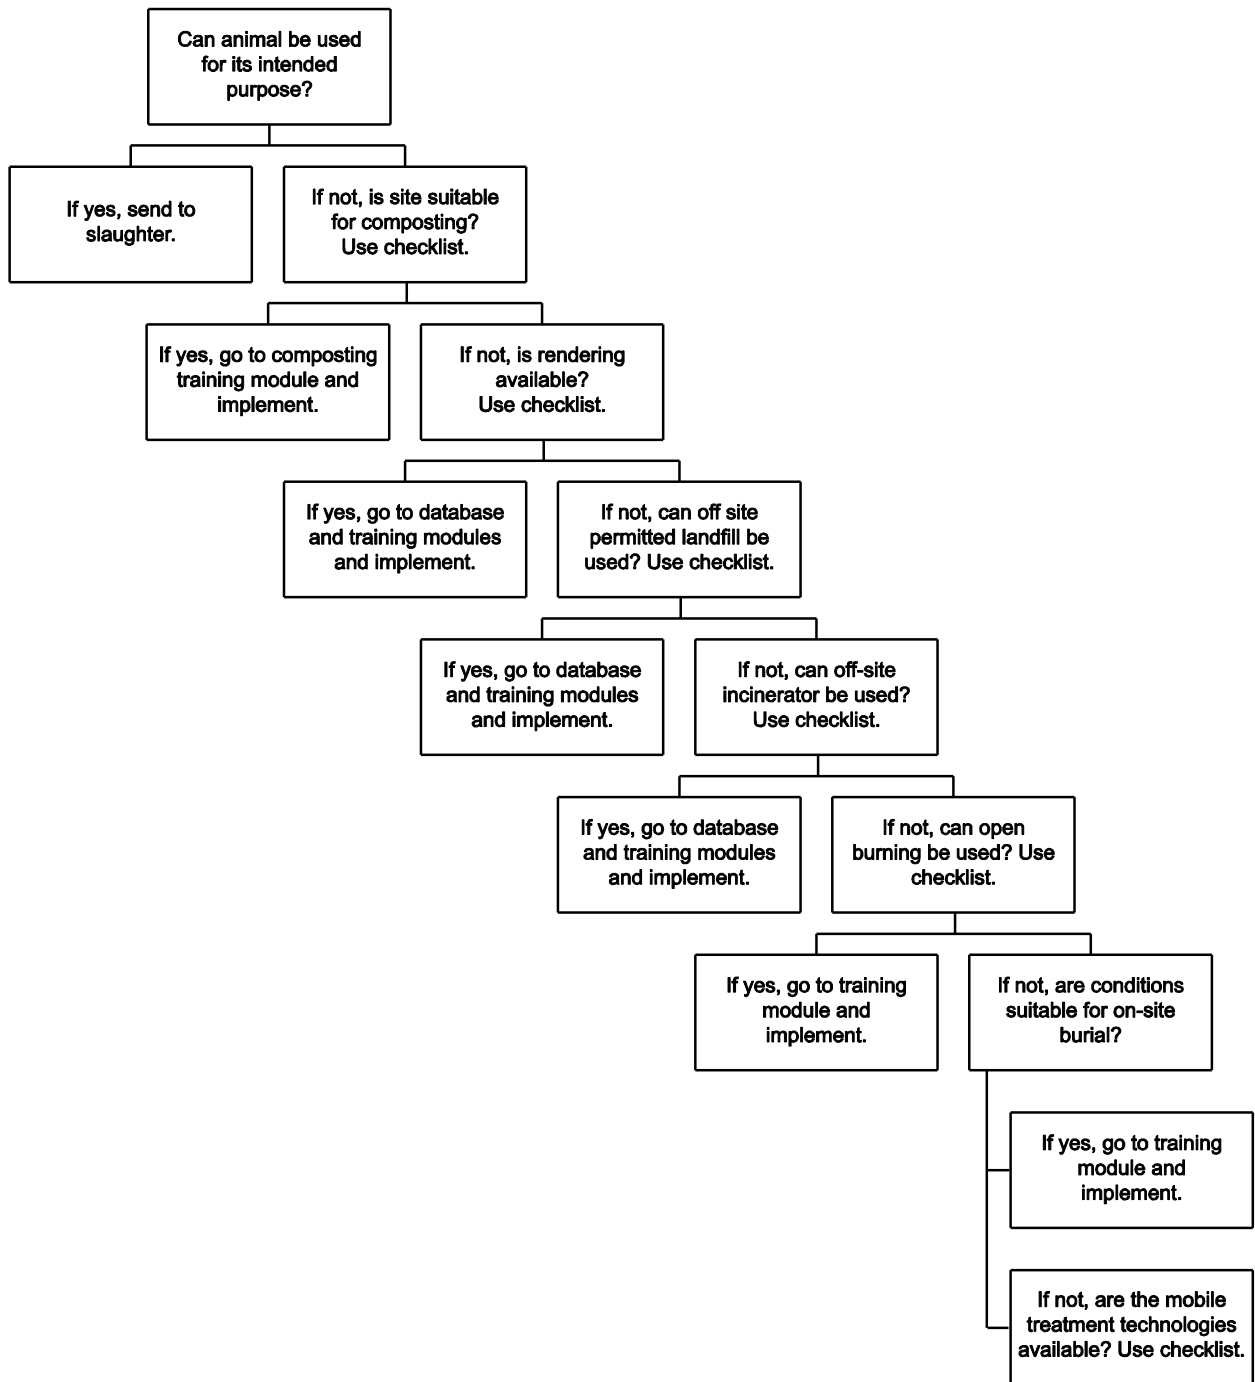 Can animal be used
for its intended
purpose?
If yes, send to
slaughter.
If not, is site suitable
for composting?
Use checklist.
If yes, go to composting
training module and
implement.
If not, is rendering
available?
Use checklist.
If yes, go to database
and training modules
and implement.
If not, can off site
permitted landfill be
used? Use checklist.
If yes, go to database
and training modules
and implement.
If not, can off-site
incinerator be used?
Use checklist.
If yes, go to database
and training modules
and implement.
If not, can open
burning be used? Use
checklist.
If yes, go to training
module and
implement.
If not, are conditions
suitable for on-site
burial?
If yes, go to training
module and
implement.
If not, are the mobile
treatment technologies
available? Use checklist.